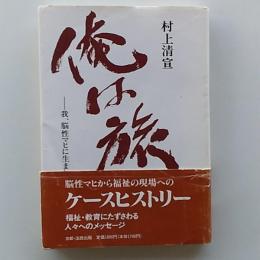 村上清宣
俺は旅
――我、脳性マヒに生ま
脳性マヒから福祉の現場への
ケースヒストリー
福祉・教育にたずさわる
人々へのメッセージ